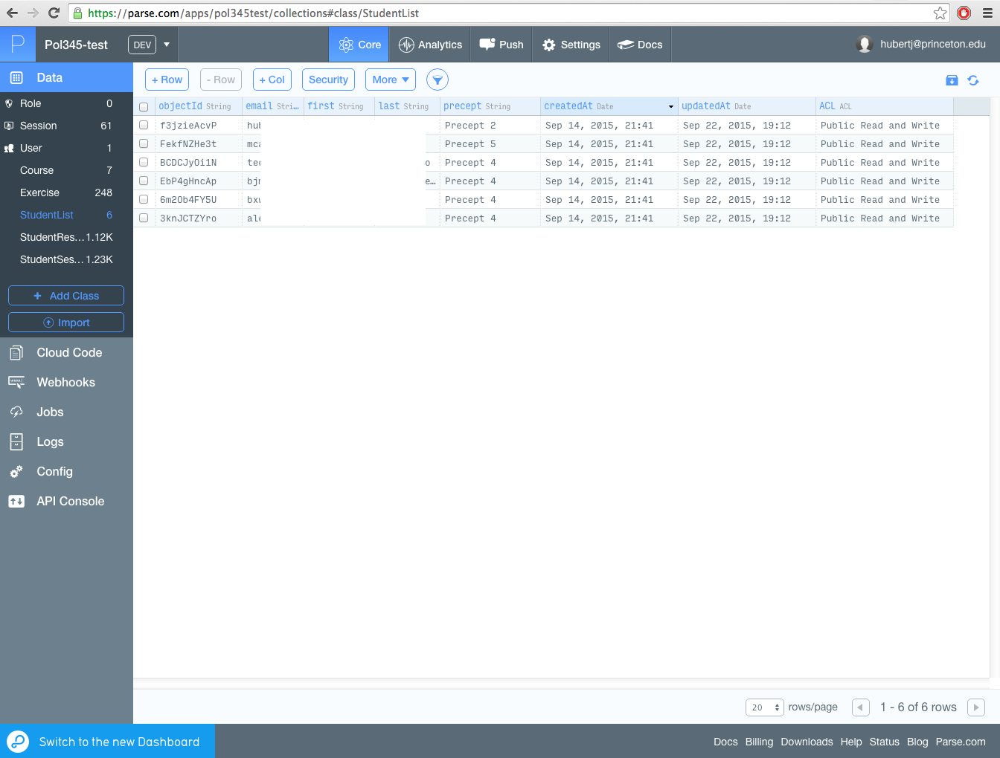 https://parse.com/apps/pol345test/collections#class/StudentList
P Pol345-test DEV Core Analytics Push Settings Docs hubertj@princeton.edu
Data
Role 0
Session 61
User 1
Course 7
Exercise 248
StudentList 6
StudentRes... 1.12K
StudentSes... 1.23K
+ Add Class
Import
Cloud Code
Webhooks
Jobs
Logs
Config
API Console
+ Row - Row + Col Security More
objectId String email Stri... first String last String precept String createdAt Date updatedAt Date ACL ACL
f3jzieAcvP hub Precept 2 Sep 14, 2015, 21:41 Sep 22, 2015, 19:12 Public Read and Write
FekfNZHe3t mca Precept 5 Sep 14, 2015, 21:41 Sep 22, 2015, 19:12 Public Read and Write
BCDCJyOi1N tec o Precept 4 Sep 14, 2015, 21:41 Sep 22, 2015, 19:12 Public Read and Write
EbP4gHncAp bjm e... Precept 4 Sep 14, 2015, 21:41 Sep 22, 2015, 19:12 Public Read and Write
6m2Ob4FY5U bxw Precept 4 Sep 14, 2015, 21:41 Sep 22, 2015, 19:12 Public Read and Write
3knJCTZYro ale Precept 4 Sep 14, 2015, 21:41 Sep 22, 2015, 19:12 Public Read and Write
20 rows/page 1 - 6 of 6 rows
Switch to the new Dashboard
Docs Billing Downloads Help Status Blog Parse.com